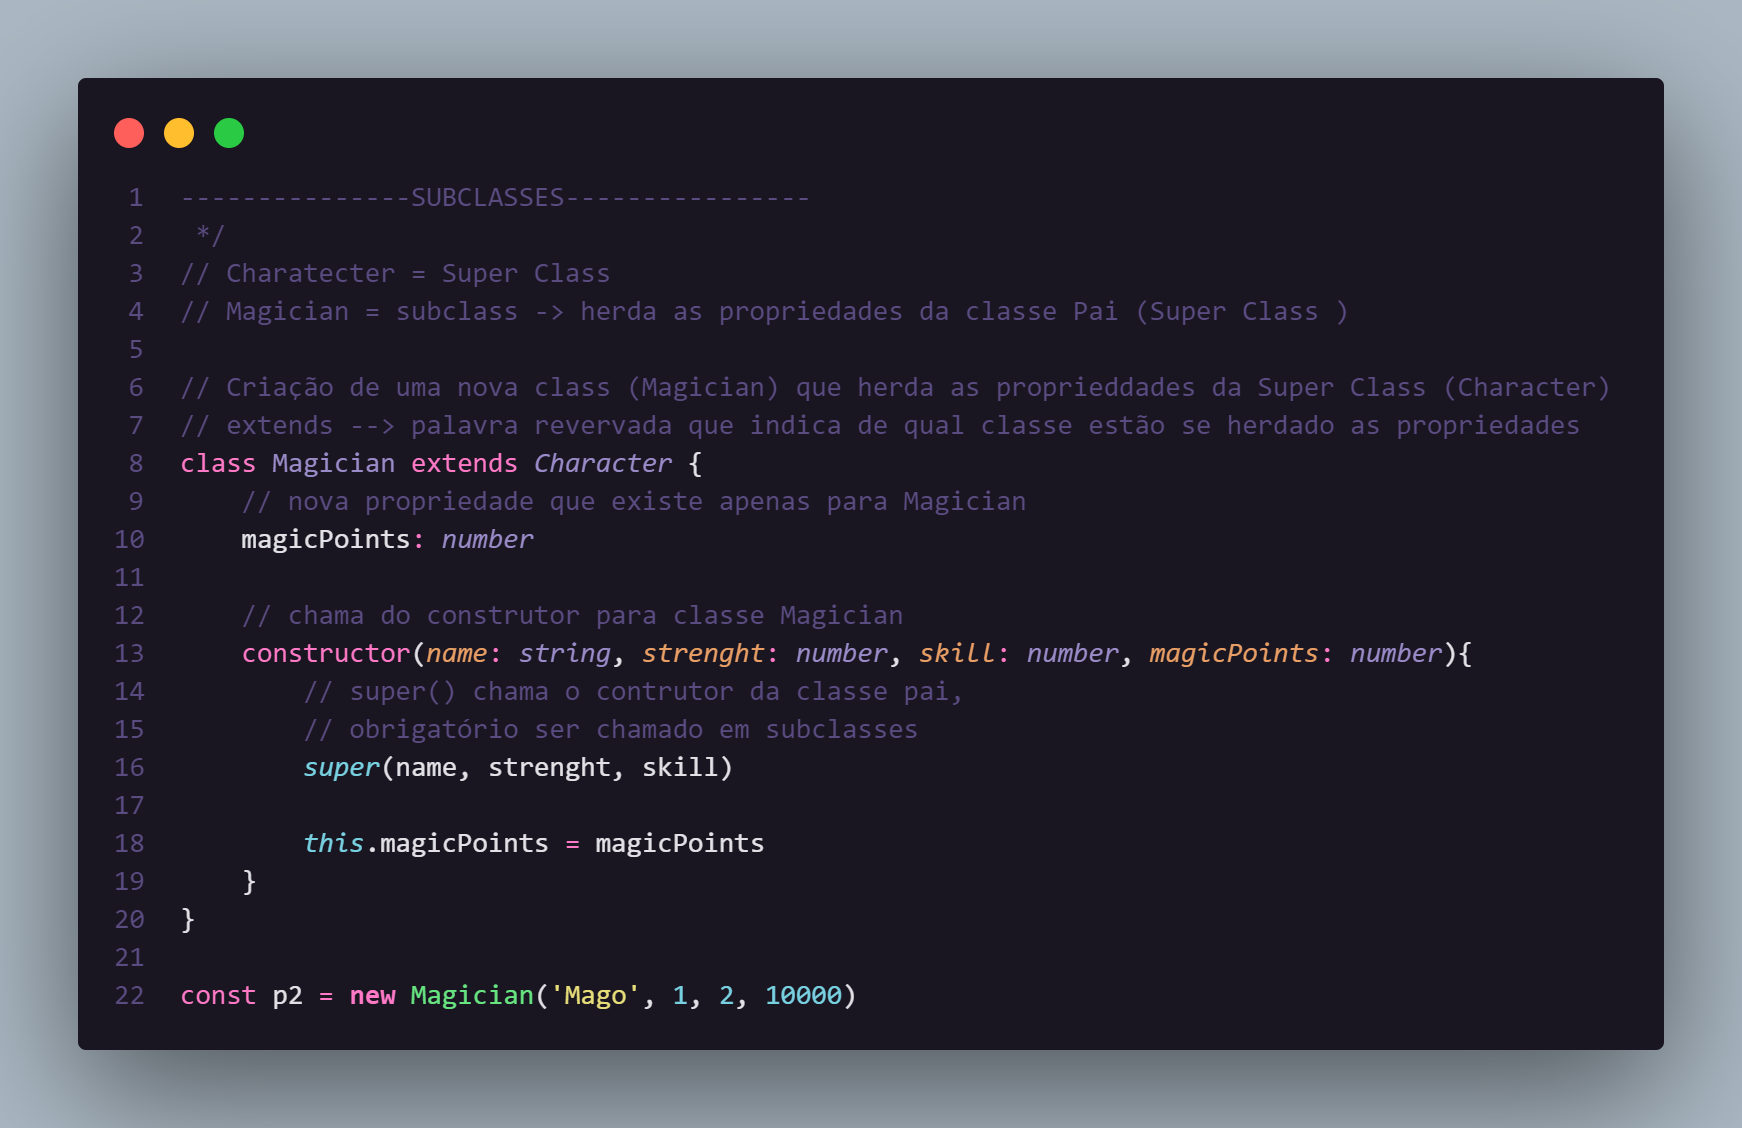 1 ---------------SUBCLASSES----------------
2  */
3 // Charatecter = Super Class
4 // Magician = subclass -> herda as propriedades da classe Pai (Super Class )
5
6 // Criação de uma nova class (Magician) que herda as proprieddades da Super Class (Character)
7 // extends --> palavra revervada que indica de qual classe estão se herdado as propriedades
8 class Magician extends Character {
9     // nova propriedade que existe apenas para Magician
10     magicPoints: number
11
12     // chama do construtor para classe Magician
13     constructor(name: string, strenght: number, skill: number, magicPoints: number){
14         // super() chama o contrutor da classe pai,
15         // obrigatório ser chamado em subclasses
16         super(name, strenght, skill)
17
18         this.magicPoints = magicPoints
19     }
20 }
21
22 const p2 = new Magician('Mago', 1, 2, 10000)